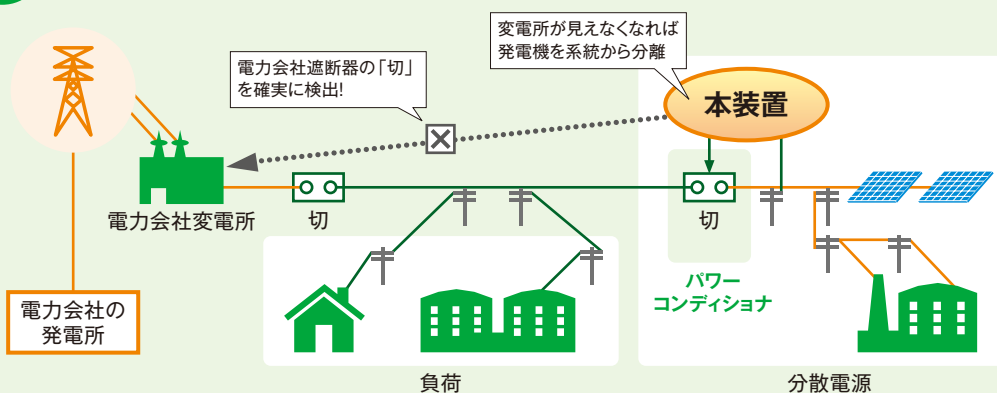 変電所が見えなくなれば
発電機を系統から分離
電力会社遮断器の「切」
を確実に検出!
本装置
電力会社変電所
切
切
パワー
コンディショナ
電力会社の
発電所
負荷
分散電源